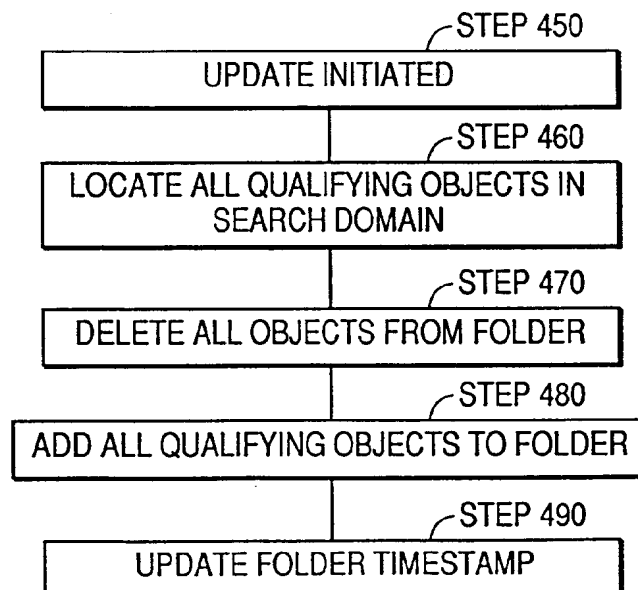 STEP 450
UPDATE INITIATED
STEP 460
LOCATE ALL QUALIFYING OBJECTS IN
SEARCH DOMAIN
STEP 470
DELETE ALL OBJECTS FROM FOLDER
STEP 480
ADD ALL QUALIFYING OBJECTS TO FOLDER
STEP 490
UPDATE FOLDER TIMESTAMP